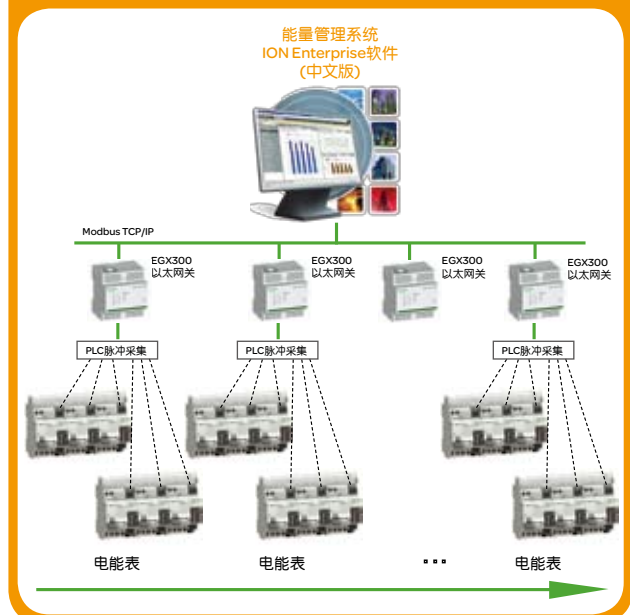 能量管理系统
ION Enterprise软件
(中文版)
Modbus TCP/IP
EGX300
以太网关
EGX300
以太网关
EGX300
以太网关
EGX300
以太网关
PLC脉冲采集
PLC脉冲采集
PLC脉冲采集
电能表
电能表
...
电能表